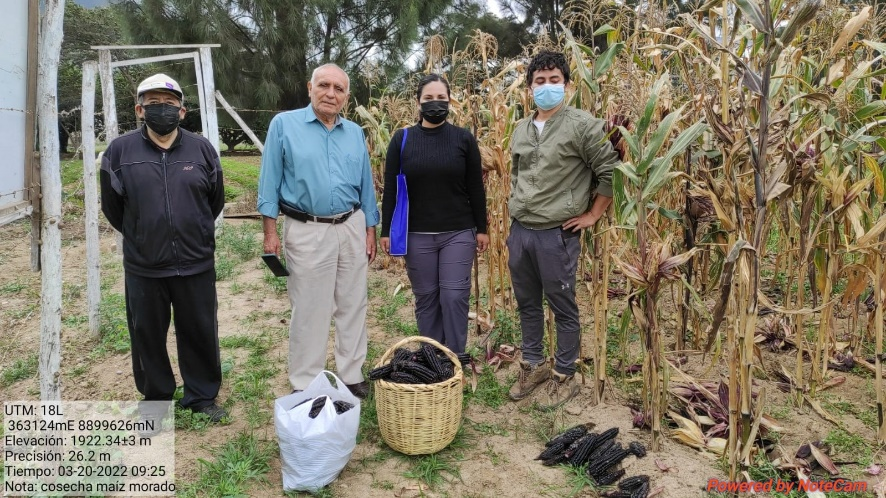 UTM: 18L
363124mE 8899626mN
Elevación: 1922.34±3 m
Precisión: 26.2 m
Tiempo: 03-20-2022 09:25
Nota: cosecha maíz morado
Powered by NoteCam